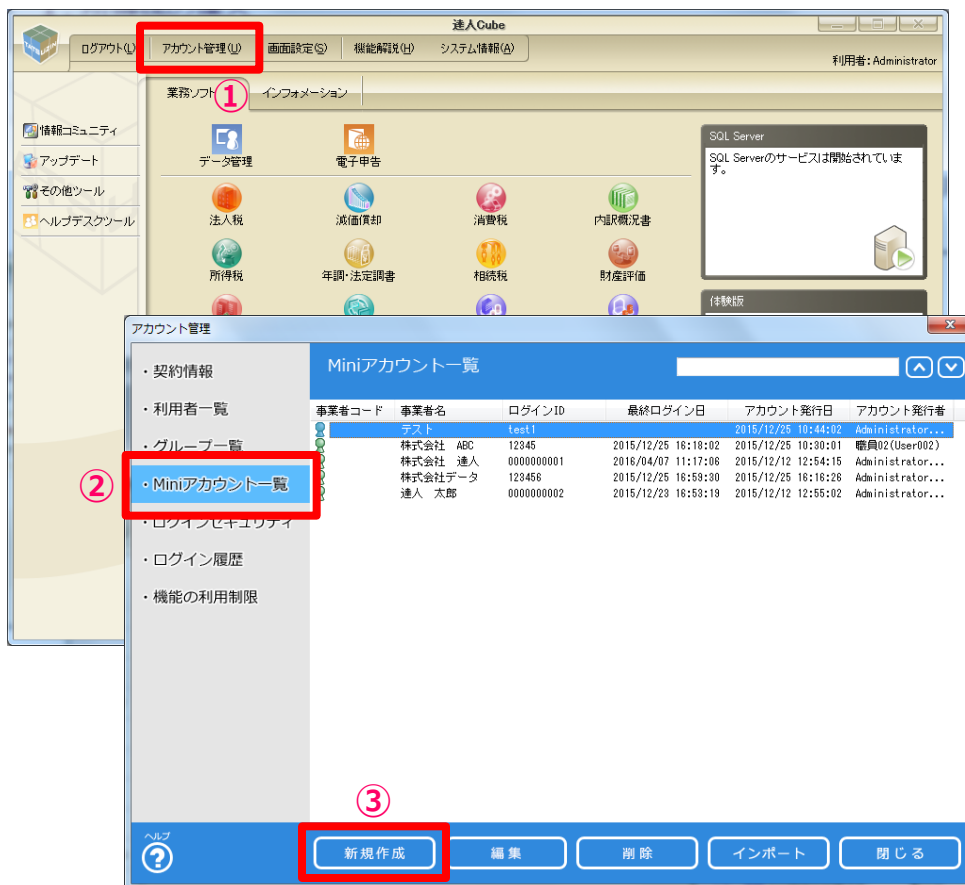 達人Cube
ログアウト(L) アカウント管理(U) 画面設定(S) 機能解説(H) システム情報(A)
利用者: Administrator
①
業務ソフト インフォメーション
情報コミュニティ
アップデート
その他ツール
ヘルプデスクツール
データ管理 電子申告
法人税 減価償却 消費税 内訳概況書
所得税 年調・法定調書 相続税 財産評価
SQL Server
SQL Serverのサービスは開始されています。
体験版
アカウント管理
・契約情報
・利用者一覧
・グループ一覧
②
・Miniアカウント一覧
・ログインセキュリティ
・ログイン履歴
・機能の利用制限
Miniアカウント一覧
事業者コード 事業者名 ログインID 最終ログイン日 アカウント発行日 アカウント発行者
テスト test1 2015/12/25 10:44:02 Administrator...
株式会社 ABC 12345 2015/12/25 16:18:02 2015/12/25 10:30:01 職員02(User002)
株式会社 達人 0000000001 2016/04/07 11:17:06 2015/12/12 12:54:15 Administrator...
株式会社データ 123456 2015/12/25 16:59:30 2015/12/25 16:16:26 Administrator...
達人 太郎 0000000002 2015/12/23 16:53:19 2015/12/12 12:55:02 Administrator...
③
ヘルプ
?
新規作成 編集 削除 インポート 閉じる